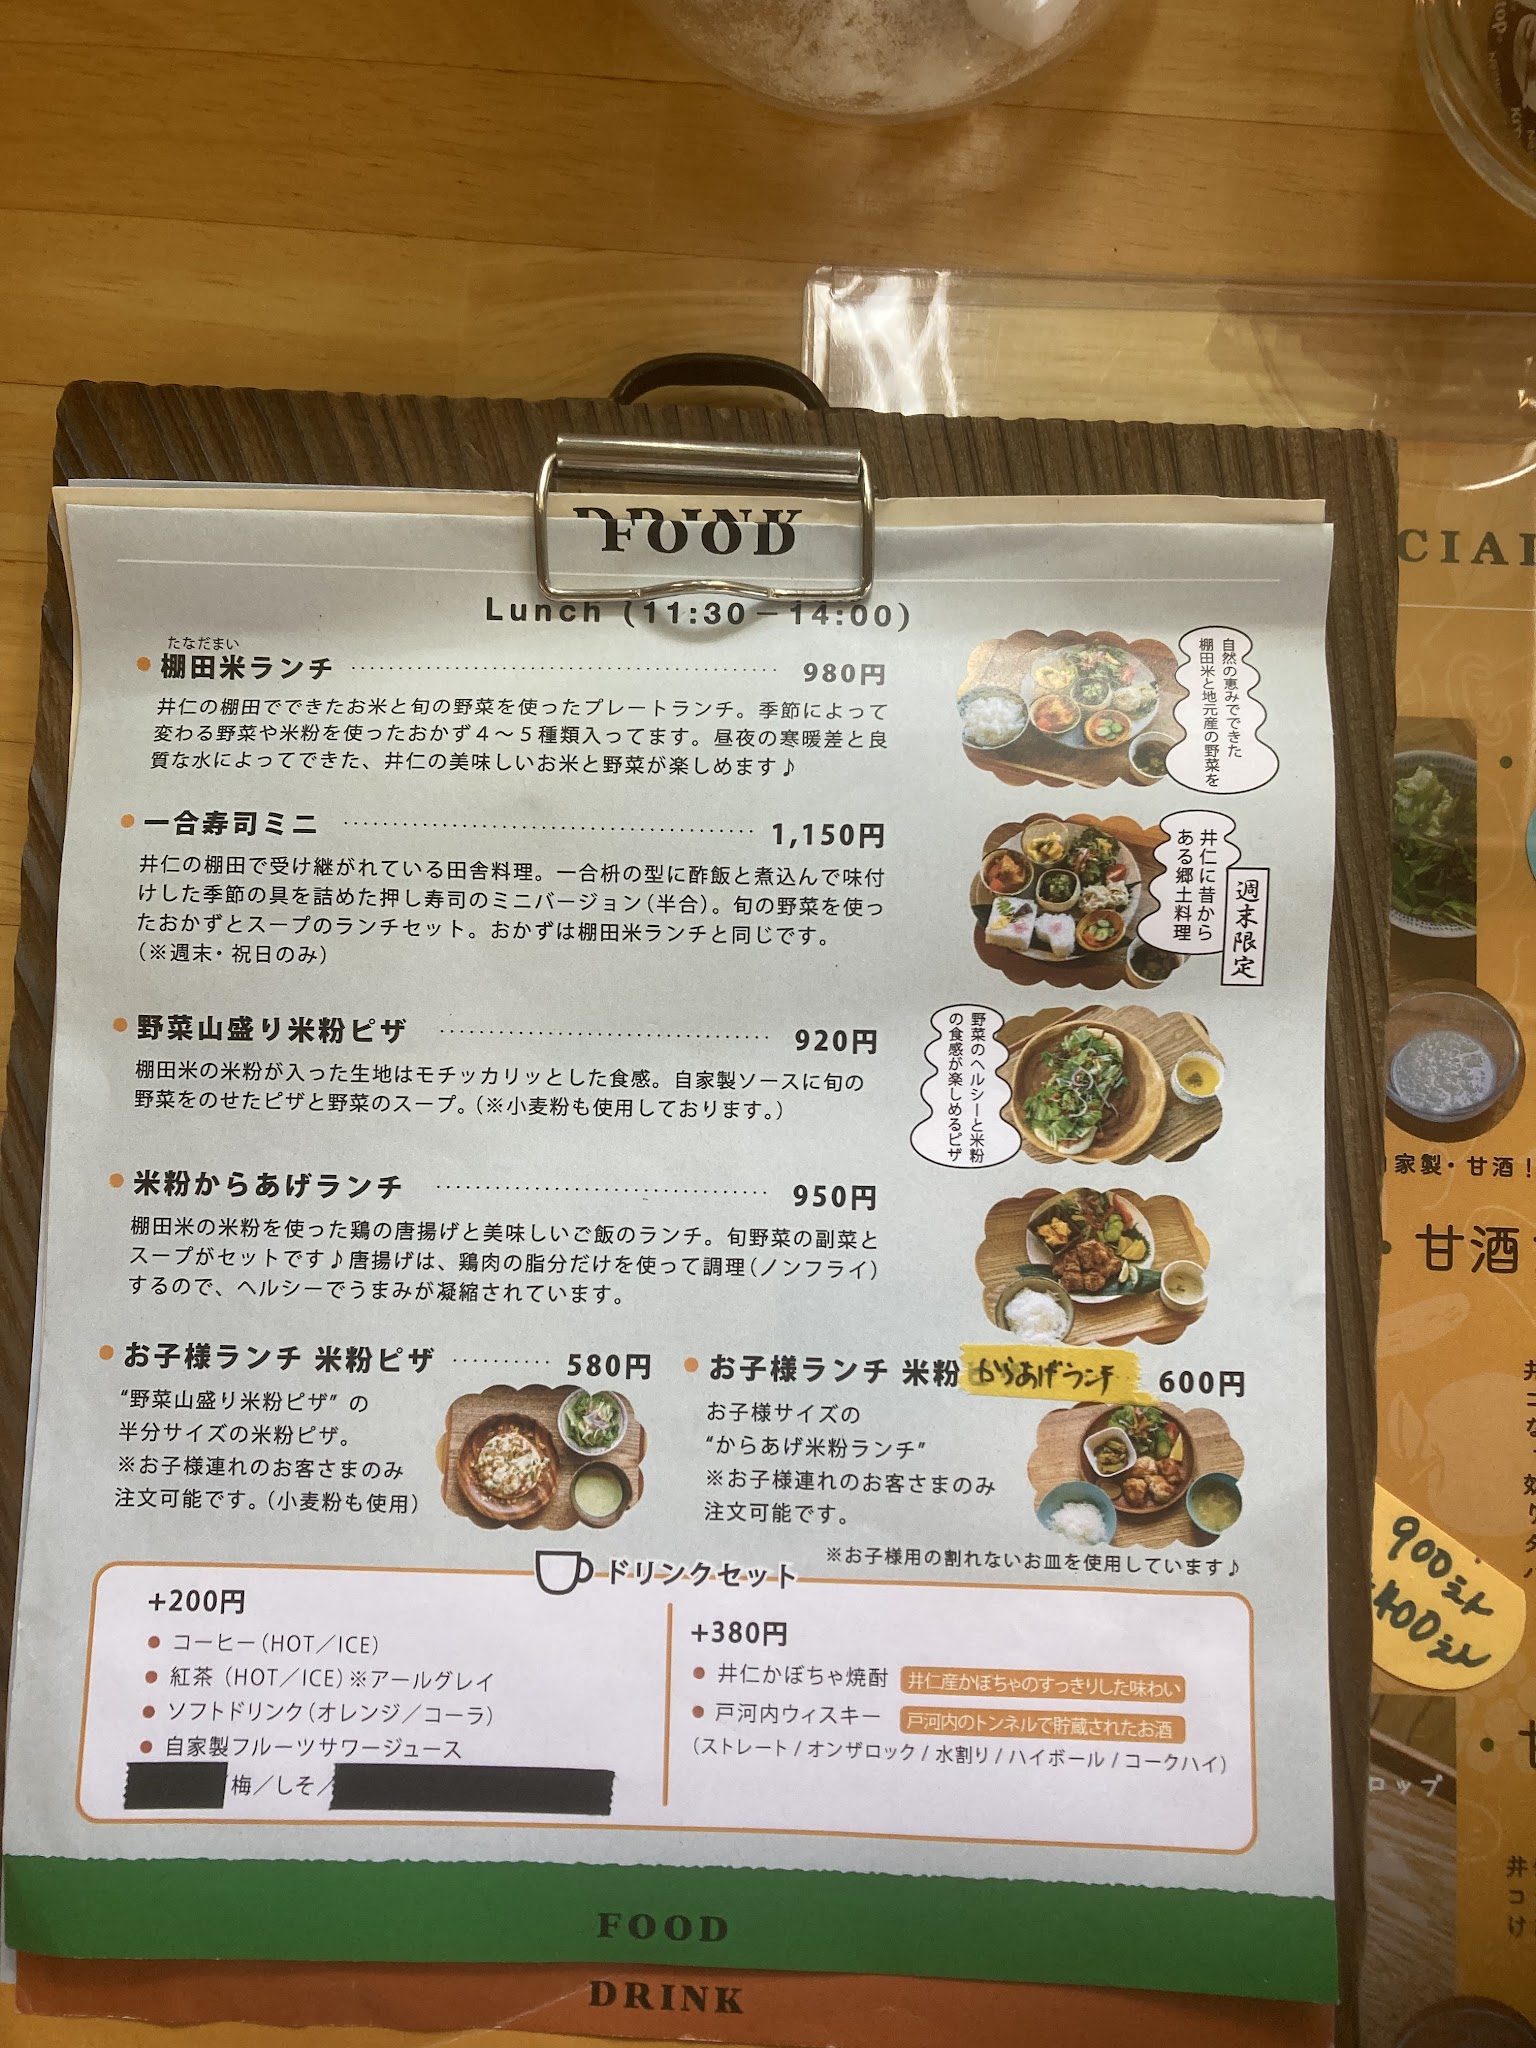 DRINK
FOOD
Lunch (11:30－14:00)
たなだまい
棚田米ランチ 980円
井仁の棚田でできたお米と旬の野菜を使ったプレートランチ。季節によって
変わる野菜や米粉を使ったおかず４～５種類入ってます。昼夜の寒暖差と良
質な水によってできた、井仁の美味しいお米と野菜が楽しめます♪
自然の恵みでできた
棚田米と地元産の野菜を
一合寿司ミニ 1,150円
井仁の棚田で受け継がれている田舎料理。一合枡の型に酢飯と煮込んで味付
けした季節の具を詰めた押し寿司のミニバージョン（半合）。旬の野菜を使っ
たおかずとスープのランチセット。おかずは棚田米ランチと同じです。
（※週末・祝日のみ）
井仁に昔から
ある郷土料理
週末限定
野菜山盛り米粉ピザ 920円
棚田米の米粉が入った生地はモチッカリッとした食感。自家製ソースに旬の
野菜をのせたピザと野菜のスープ。（※小麦粉も使用しております。）
野菜のヘルシーと米粉
の食感が楽しめるピザ
米粉からあげランチ 950円
棚田米の米粉を使った鶏の唐揚げと美味しいご飯のランチ。旬野菜の副菜と
スープがセットです♪唐揚げは、鶏肉の脂分だけを使って調理（ノンフライ）
するので、ヘルシーでうまみが凝縮されています。
お子様ランチ 米粉ピザ 580円
“野菜山盛り米粉ピザ” の
半分サイズの米粉ピザ。
※お子様連れのお客さまのみ
注文可能です。（小麦粉も使用）
お子様ランチ 米粉 からあげランチ 600円
お子様サイズの
“からあげ米粉ランチ”
※お子様連れのお客さまのみ
注文可能です。
※お子様用の割れないお皿を使用しています♪
ドリンクセット
+200円
コーヒー（HOT／ICE）
紅茶（HOT／ICE）※アールグレイ
ソフトドリンク（オレンジ／コーラ）
自家製フルーツサワージュース
梅／しそ／
+380円
井仁かぼちゃ焼酎 井仁産かぼちゃのすっきりした味わい
戸河内ウィスキー 戸河内のトンネルで貯蔵されたお酒
（ストレート / オンザロック / 水割り / ハイボール / コークハイ）
FOOD
DRINK
CIAL
家製・甘酒！
甘酒
900えん
400えん
ロップ